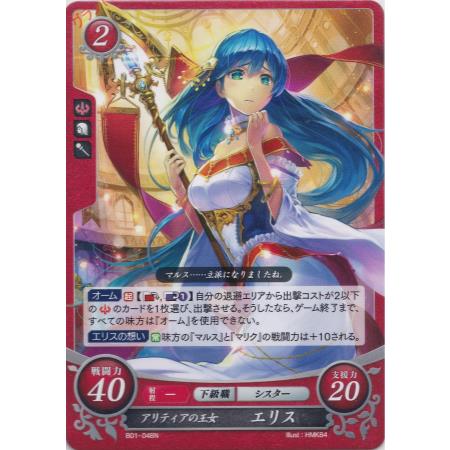 2
マルス……立派になりましたね。
オーム 起 【 , 1】自分の退避エリアから出撃コストが2以下
の のカードを1枚選び、出撃させる。そうしたなら、ゲーム終了まで、
すべての味方は『オーム』を使用できない。
エリスの想い 常 味方の『マルス』と『マリク』の戦闘力は+10される。
戦闘力
40
射程 —
下級職
シスター
支援力
20
アリティアの王女 エリス
B01-048N
Illust : HMK84